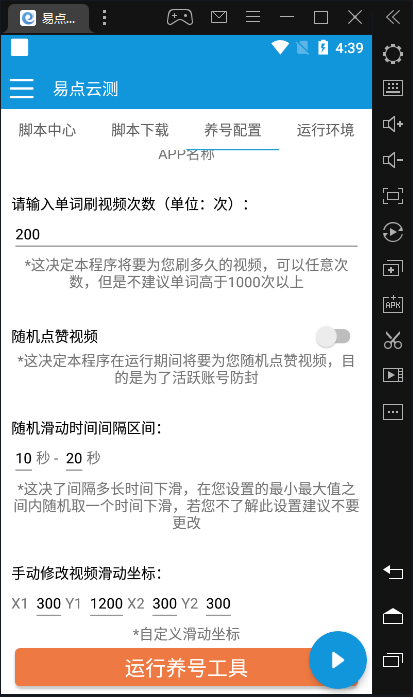 易点云...
4:39
易点云测
脚本中心 脚本下载 养号配置 运行环境
APP名称
请输入单词刷视频次数（单位：次）：
200
*这决定本程序将要为您刷多久的视频，可以任意次
数，但是不建议单词高于1000次以上
随机点赞视频
*这决定本程序在运行期间将要为您随机点赞视频，目
的是为了活跃账号防封
随机滑动时间间隔区间：
10 秒 - 20 秒
*这决了间隔多长时间下滑，在您设置的最小最大值之
间内随机取一个时间下滑，若您不了解此设置建议不要
更改
手动修改视频滑动坐标：
X1 300 Y1 1200 X2 300 Y2 300
*自定义滑动坐标
运行养号工具
APK